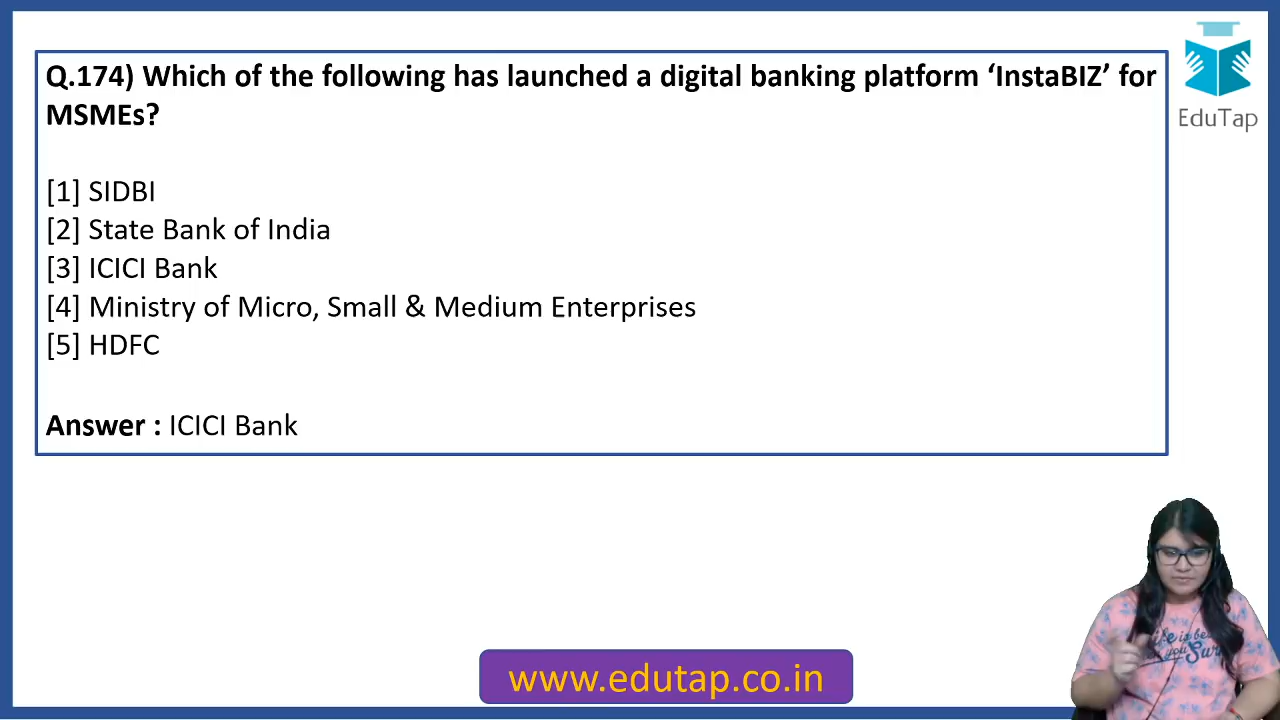 Q.174) Which of the following has launched a digital banking platform ‘InstaBIZ’ for
MSMEs?
[1] SIDBI
[2] State Bank of India
[3] ICICI Bank
[4] Ministry of Micro, Small & Medium Enterprises
[5] HDFC
Answer : ICICI Bank
EduTap
www.edutap.co.in